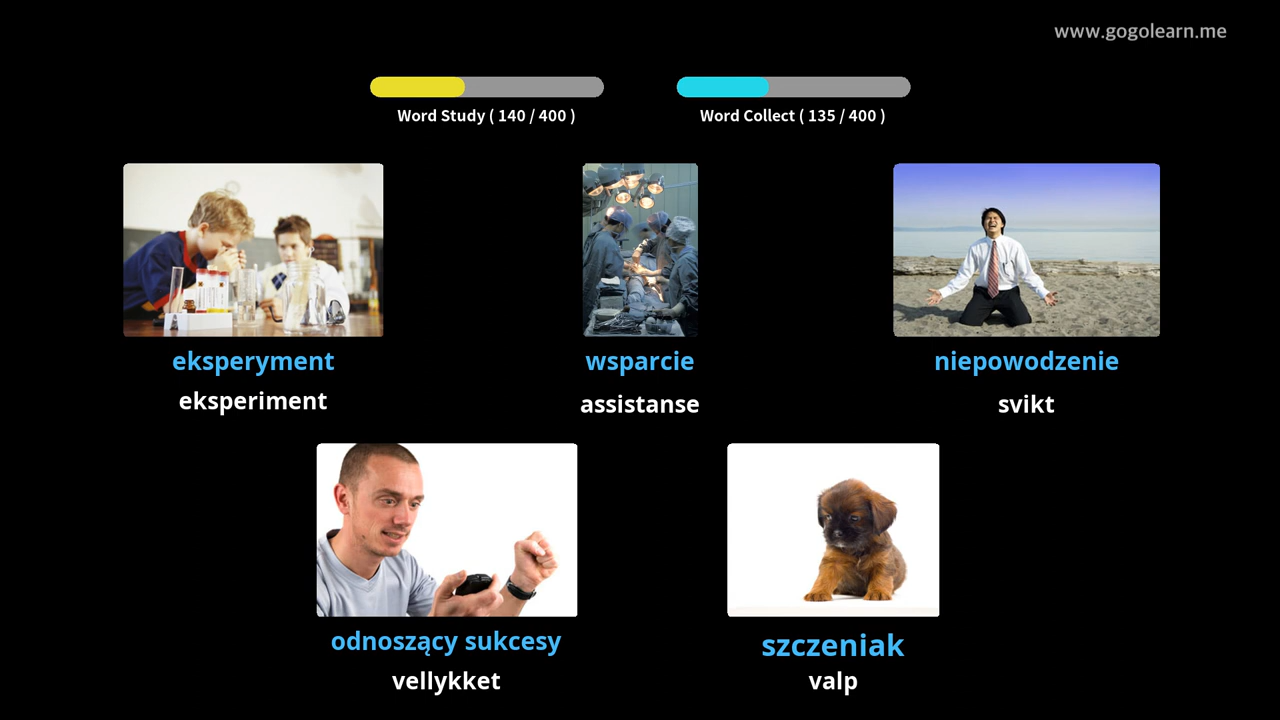 www.gogolearn.me
Word Study ( 140 / 400 )
Word Collect ( 135 / 400 )
eksperyment
eksperiment
wsparcie
assistanse
niepowodzenie
svikt
odnoszący sukcesy
vellykket
szczeniak
valp